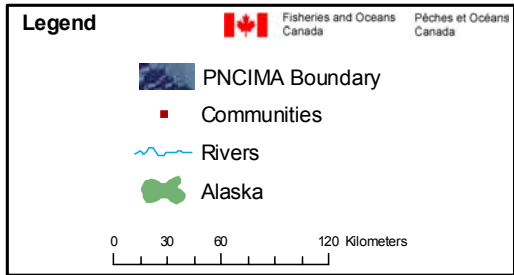 Legend
Fisheries and Oceans Pêches et Océans
Canada Canada
PNCIMA Boundary
Communities
Rivers
Alaska
0 30 60 120 Kilometers